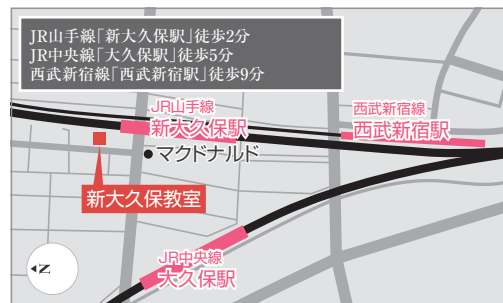 JR山手線「新大久保駅」徒歩2分
JR中央線「大久保駅」徒歩5分
西武新宿線「西武新宿駅」徒歩9分
JR山手線
新大久保駅
西武新宿線
西武新宿駅
マクドナルド
新大久保教室
JR中央線
大久保駅
N